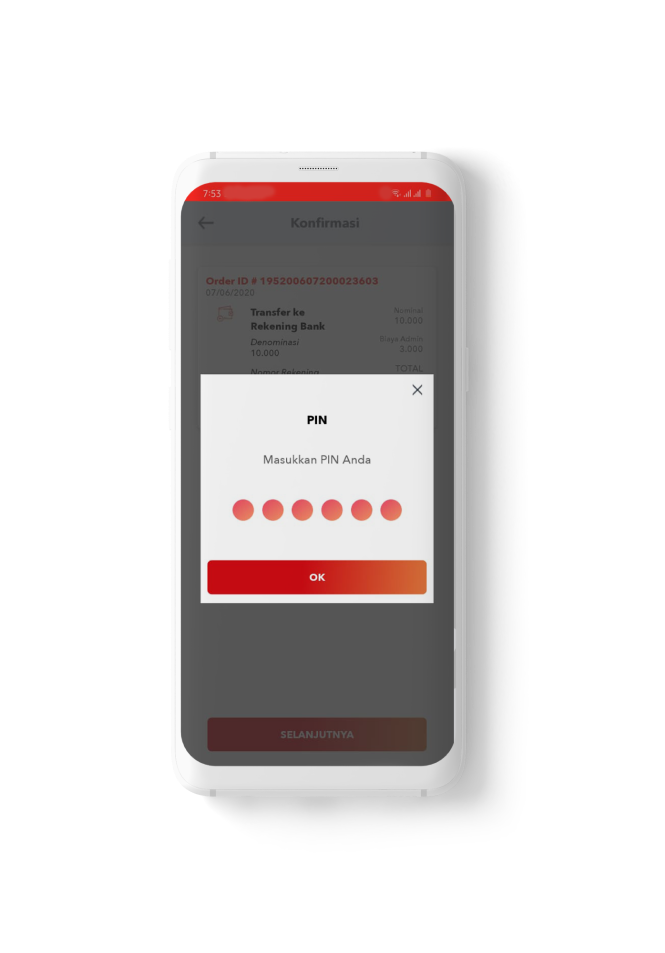 7:53
Konfirmasi
Order ID # 195200607200023603
07/06/2020
Transfer ke
Rekening Bank
Nominal
10.000
Denominasi
10.000
Biaya Admin
3.000
Nomor Rekening
TOTAL
PIN
Masukkan PIN Anda
OK
SELANJUTNYA